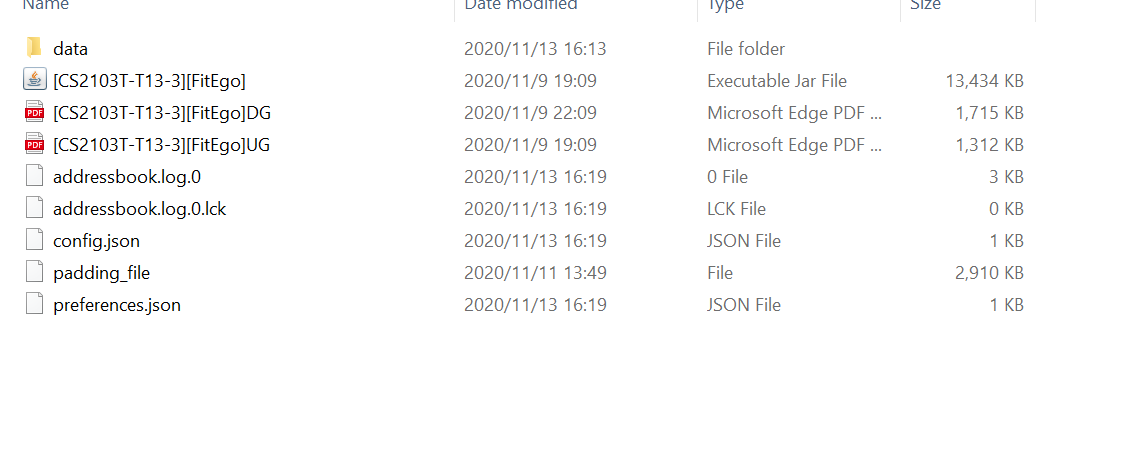 Name Date modified Type Size
data 2020/11/13 16:13 File folder
[CS2103T-T13-3][FitEgo] 2020/11/9 19:09 Executable Jar File 13,434 KB
[CS2103T-T13-3][FitEgo]DG 2020/11/9 22:09 Microsoft Edge PDF ... 1,715 KB
[CS2103T-T13-3][FitEgo]UG 2020/11/9 19:09 Microsoft Edge PDF ... 1,312 KB
addressbook.log.0 2020/11/13 16:19 0 File 3 KB
addressbook.log.0.lck 2020/11/13 16:19 LCK File 0 KB
config.json 2020/11/13 16:19 JSON File 1 KB
padding_file 2020/11/11 13:49 File 2,910 KB
preferences.json 2020/11/13 16:19 JSON File 1 KB